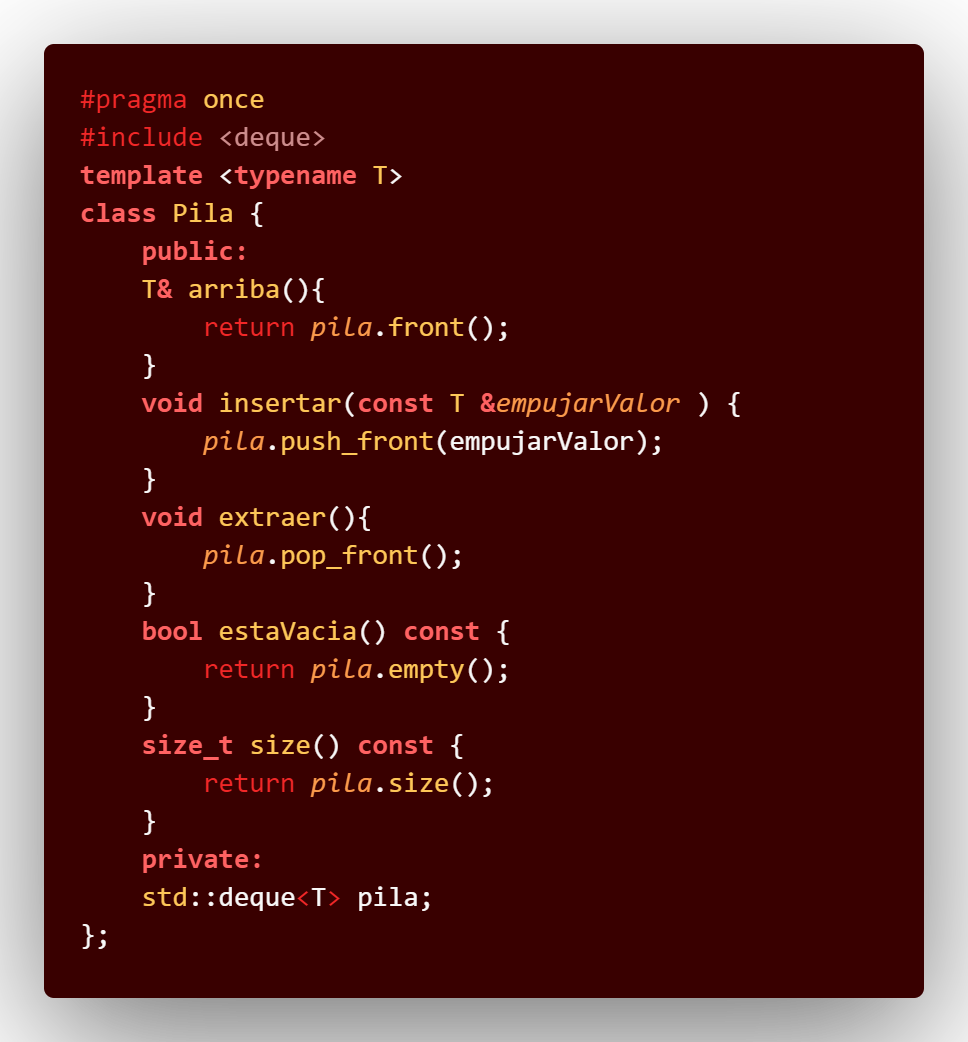 #pragma once
#include <deque>
template <typename T>
class Pila {
    public:
    T& arriba(){
        return pila.front();
    }
    void insertar(const T &empujarValor ) {
        pila.push_front(empujarValor);
    }
    void extraer(){
        pila.pop_front();
    }
    bool estaVacia() const {
        return pila.empty();
    }
    size_t size() const {
        return pila.size();
    }
    private:
    std::deque<T> pila;
};